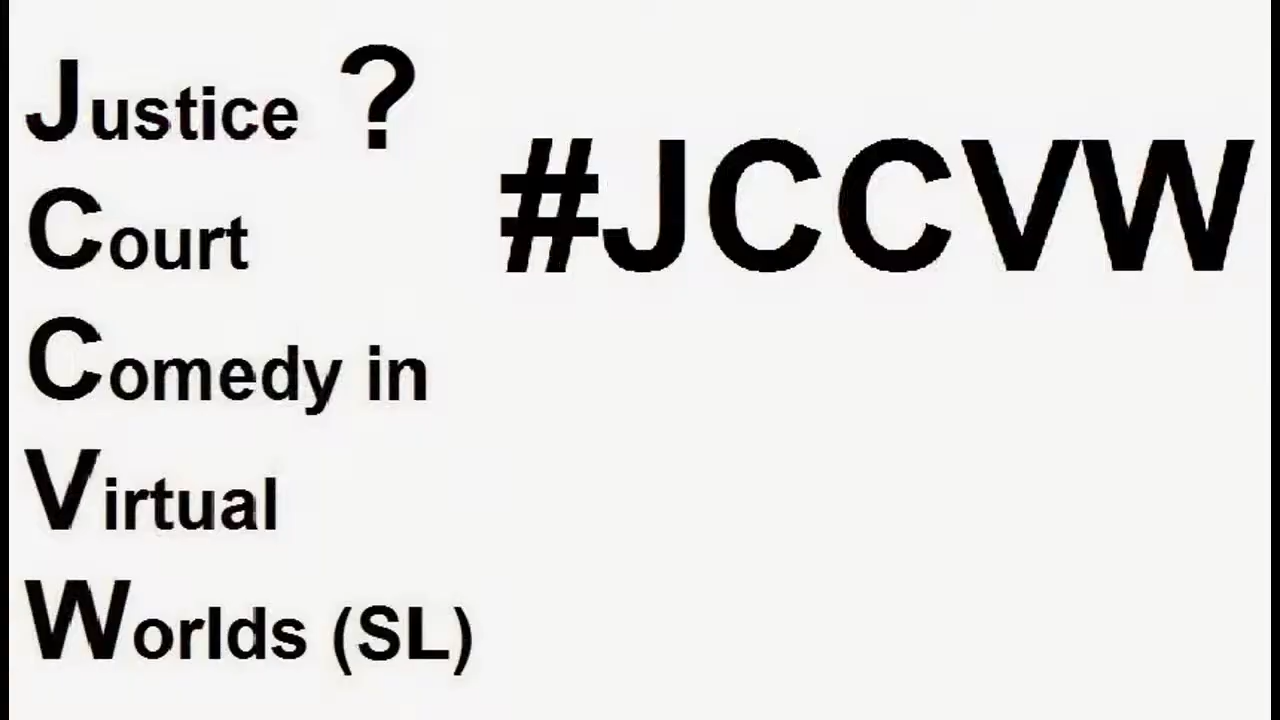 Justice ?
#JCCVW
Court
Comedy in
Virtual
Worlds (SL)